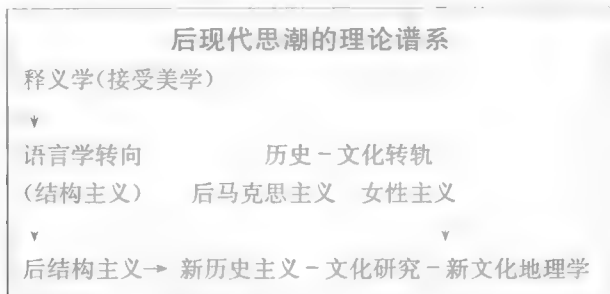 后现代思潮的理论谱系
释义学(接受美学)
语言学转向 历史-文化转轨
(结构主义) 后马克思主义 女性主义
后结构主义→ 新历史主义-文化研究-新文化地理学